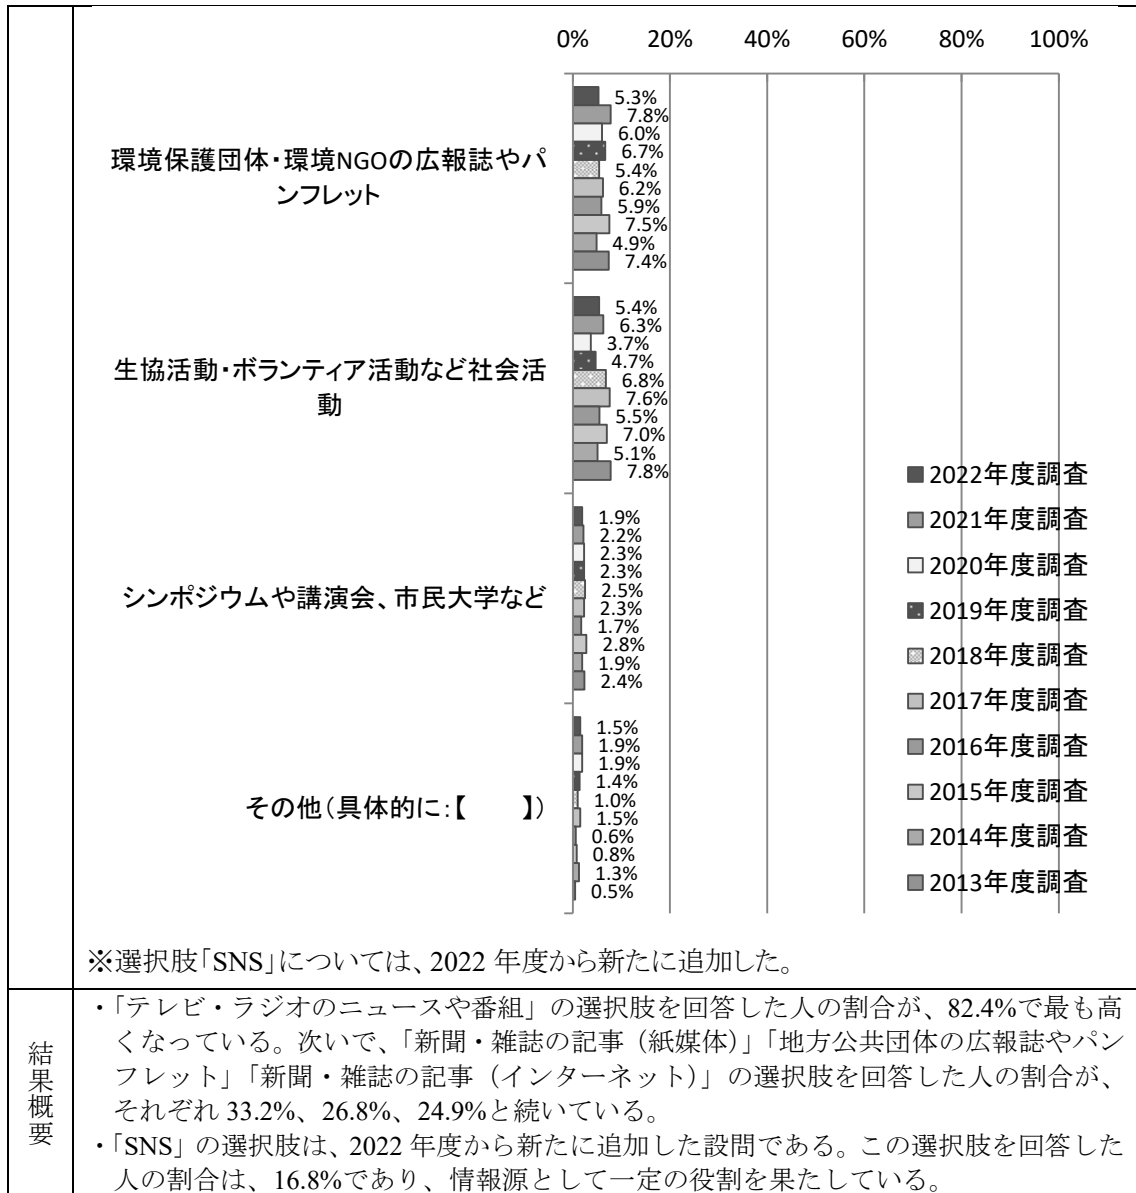 0% 20% 40% 60% 80% 100%
環境保護団体・環境NGOの広報誌やパ
ンフレット
5.3%
7.8%
6.0%
6.7%
5.4%
6.2%
5.9%
7.5%
4.9%
7.4%
生協活動・ボランティア活動など社会活
動
5.4%
6.3%
3.7%
4.7%
6.8%
7.6%
5.5%
7.0%
5.1%
7.8%
シンポジウムや講演会、市民大学など
1.9%
2.2%
2.3%
2.3%
2.5%
2.3%
1.7%
2.8%
1.9%
2.4%
その他(具体的に:【　　】)
1.5%
1.9%
1.9%
1.4%
1.0%
1.5%
0.6%
0.8%
1.3%
0.5%
2022年度調査
2021年度調査
2020年度調査
2019年度調査
2018年度調査
2017年度調査
2016年度調査
2015年度調査
2014年度調査
2013年度調査
※選択肢「SNS」については、2022 年度から新たに追加した。
結果概要
・「テレビ・ラジオのニュースや番組」の選択肢を回答した人の割合が、82.4%で最も高
くなっている。次いで、「新聞・雑誌の記事（紙媒体）」「地方公共団体の広報誌やパン
フレット」「新聞・雑誌の記事（インターネット）」の選択肢を回答した人の割合が、
それぞれ 33.2%、26.8%、24.9%と続いている。
・「SNS」の選択肢は、2022 年度から新たに追加した設問である。この選択肢を回答した
人の割合は、16.8%であり、情報源として一定の役割を果たしている。